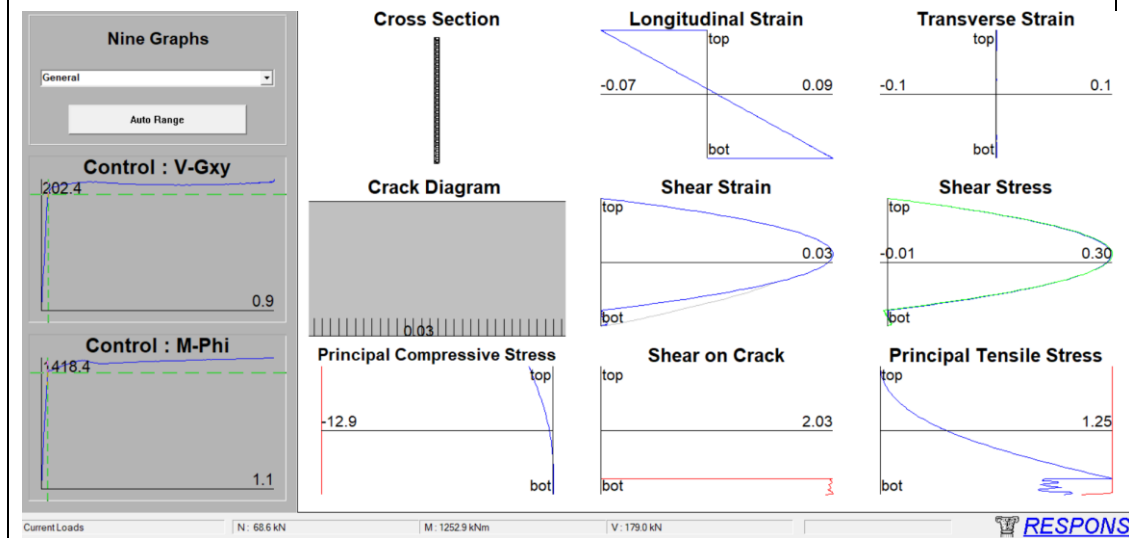 Nine Graphs
General
Auto Range
Control : V-Gxy
202.4
0.9
Control : M-Phi
1418.4
1.1
Cross Section
Longitudinal Strain
top
-0.07
0.09
bot
Transverse Strain
top
-0.1
0.1
bot
Crack Diagram
0.03
Shear Strain
top
0.03
bot
Shear Stress
top
-0.01
0.30
bot
Principal Compressive Stress
top
-12.9
bot
Shear on Crack
top
2.03
bot
Principal Tensile Stress
top
1.25
bot
Current Loads
N : 68.6 kN
M : 1252.9 kNm
V : 179.0 kN
RESPONS